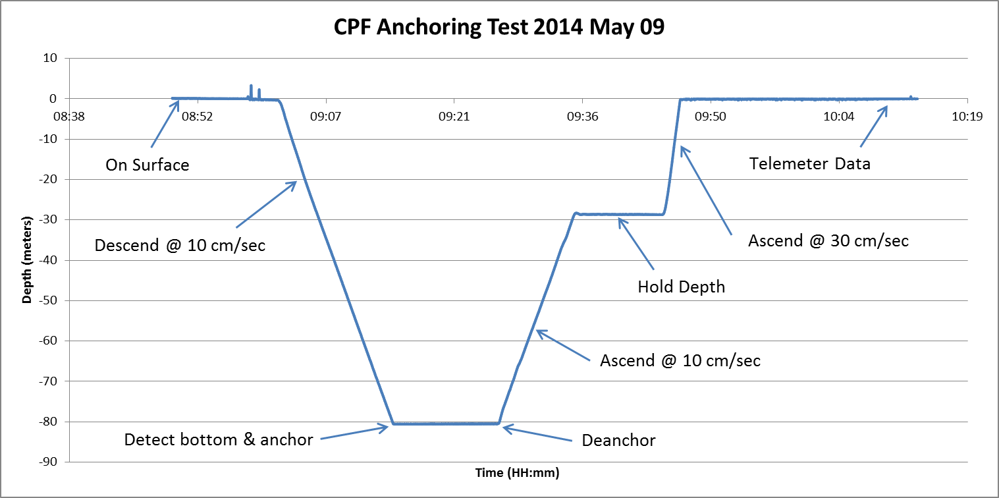 CPF Anchoring Test 2014 May 09
10
0
08:38 08:52 09:07 09:21 09:36 09:50 10:04 10:19
-10
On Surface
Telemeter Data
-20
-30
Descend @ 10 cm/sec
Ascend @ 30 cm/sec
Depth (meters)
-40
Hold Depth
-50
-60
Ascend @ 10 cm/sec
-70
-80
Detect bottom & anchor
Deanchor
-90
Time (HH:mm)